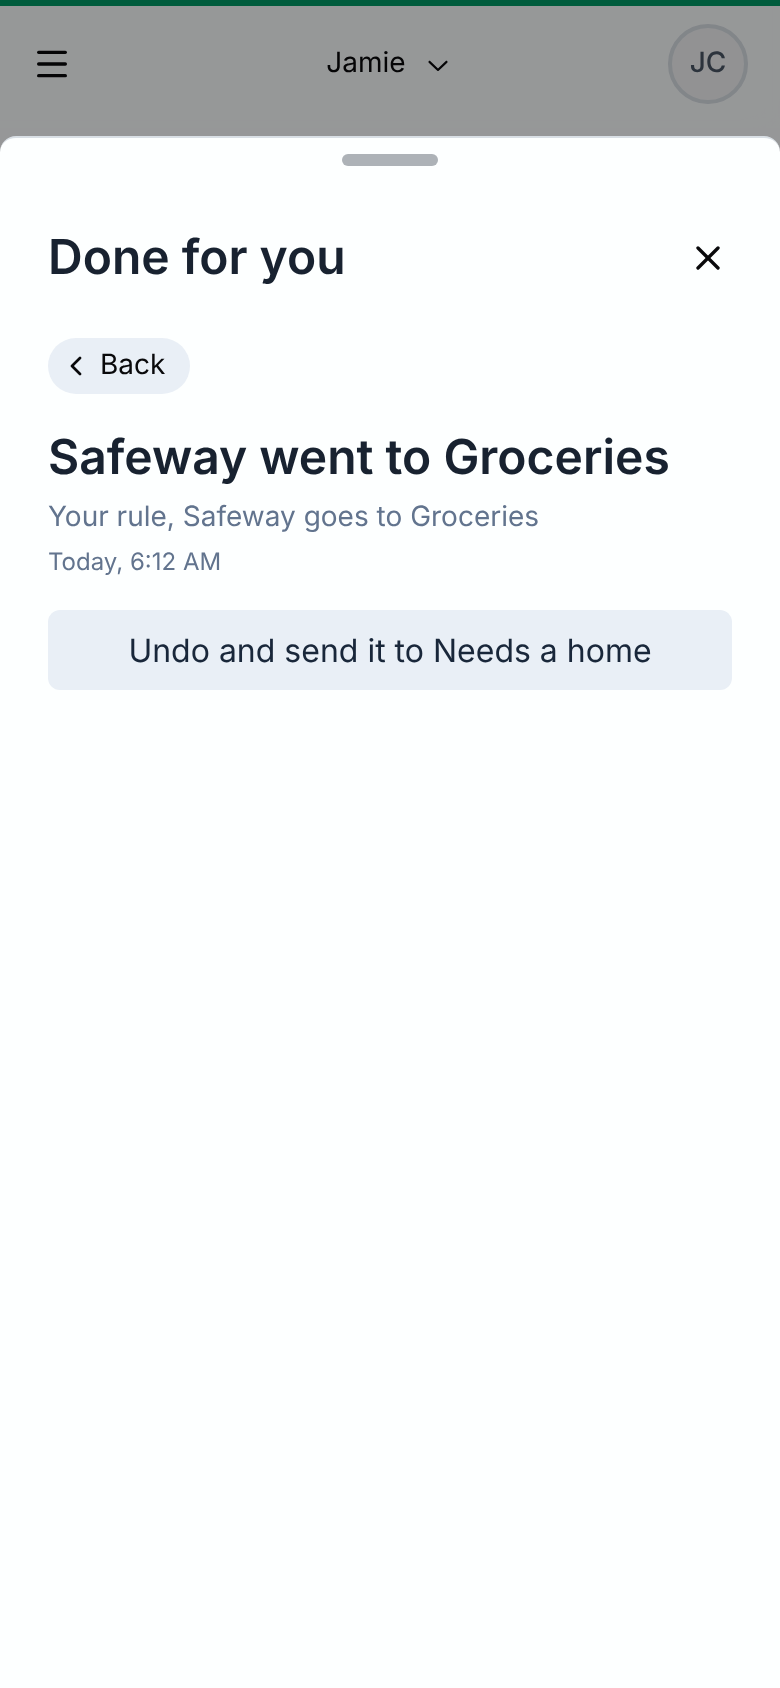 Jamie
JC
Done for you
Back
Safeway went to Groceries
Your rule, Safeway goes to Groceries
Today, 6:12 AM
Undo and send it to Needs a home